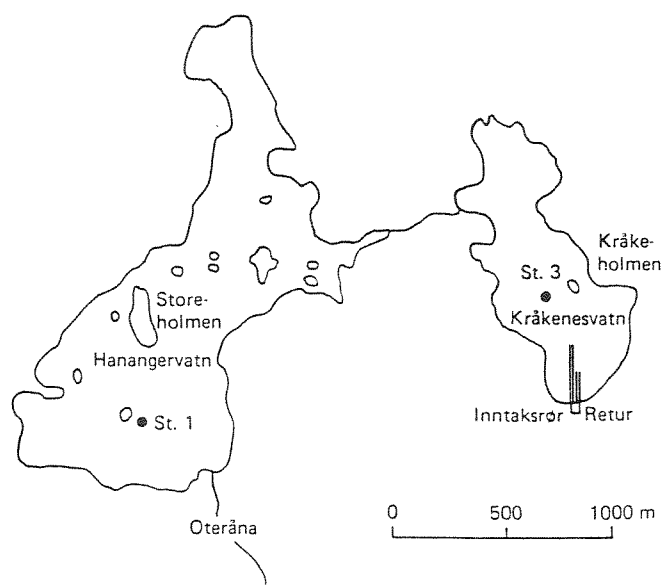 Kråke-
holmen
St. 3
Kråkenesvatn
Store-
holmen
Hanangervatn
St. 1
Inntaksrør
Retur
Oteråna
0 500 1000 m